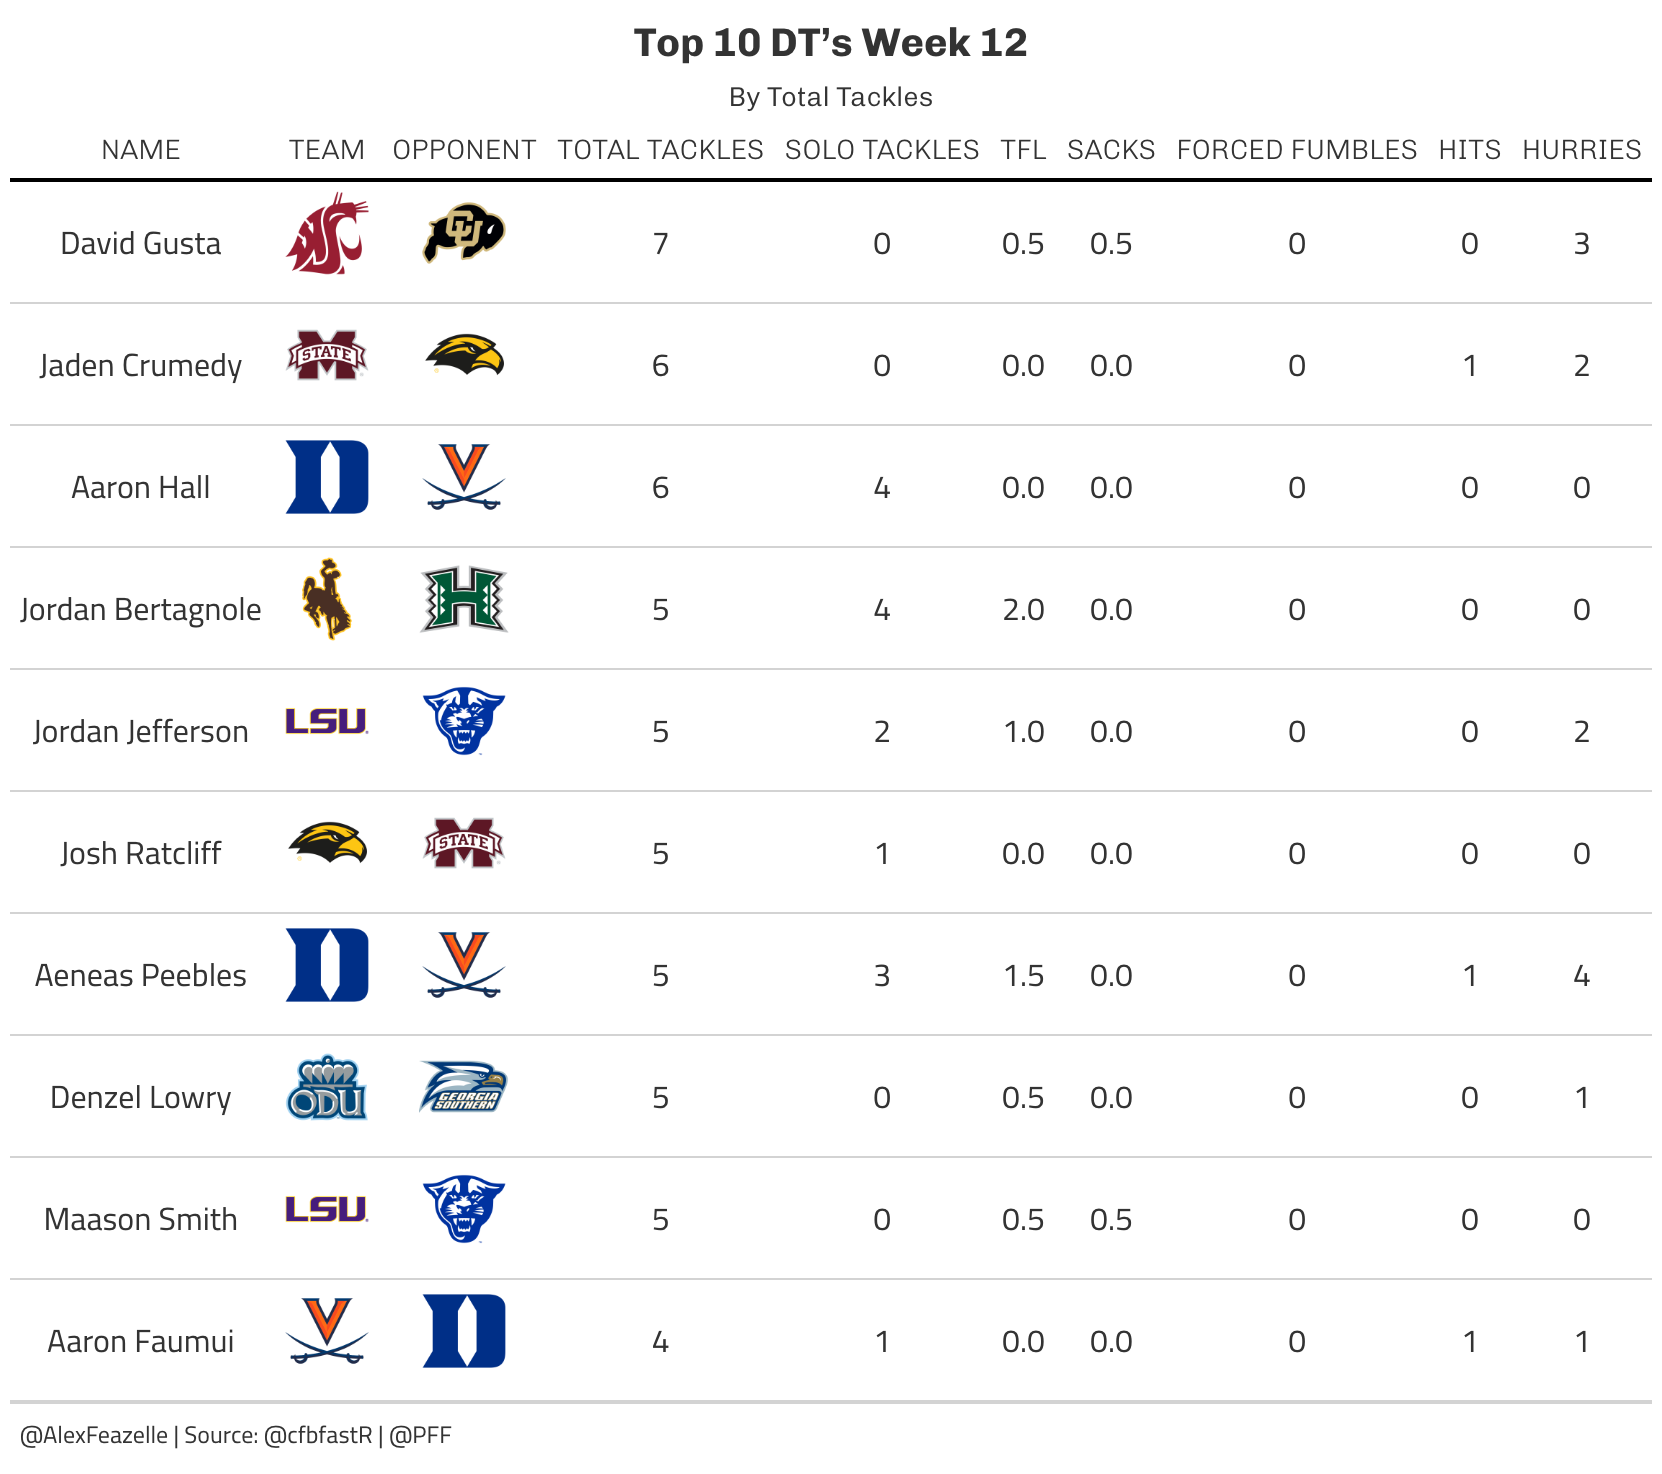 Top 10 DT’s Week 12
By Total Tackles
NAME TEAM OPPONENT TOTAL TACKLES SOLO TACKLES TFL SACKS FORCED FUMBLES HITS HURRIES
David Gusta CU 7 0 0.5 0.5 0 0 3
Jaden Crumedy STATE 6 0 0.0 0.0 0 1 2
Aaron Hall D V 6 4 0.0 0.0 0 0 0
Jordan Bertagnole H 5 4 2.0 0.0 0 0 0
Jordan Jefferson LSU 5 2 1.0 0.0 0 0 2
Josh Ratcliff STATE 5 1 0.0 0.0 0 0 0
Aeneas Peebles D V 5 3 1.5 0.0 0 1 4
Denzel Lowry ODU GEORGIA SOUTHERN 5 0 0.5 0.0 0 0 1
Maason Smith LSU 5 0 0.5 0.5 0 0 0
Aaron Faumui V D 4 1 0.0 0.0 0 1 1
@AlexFeazelle | Source: @cfbfastR | @PFF